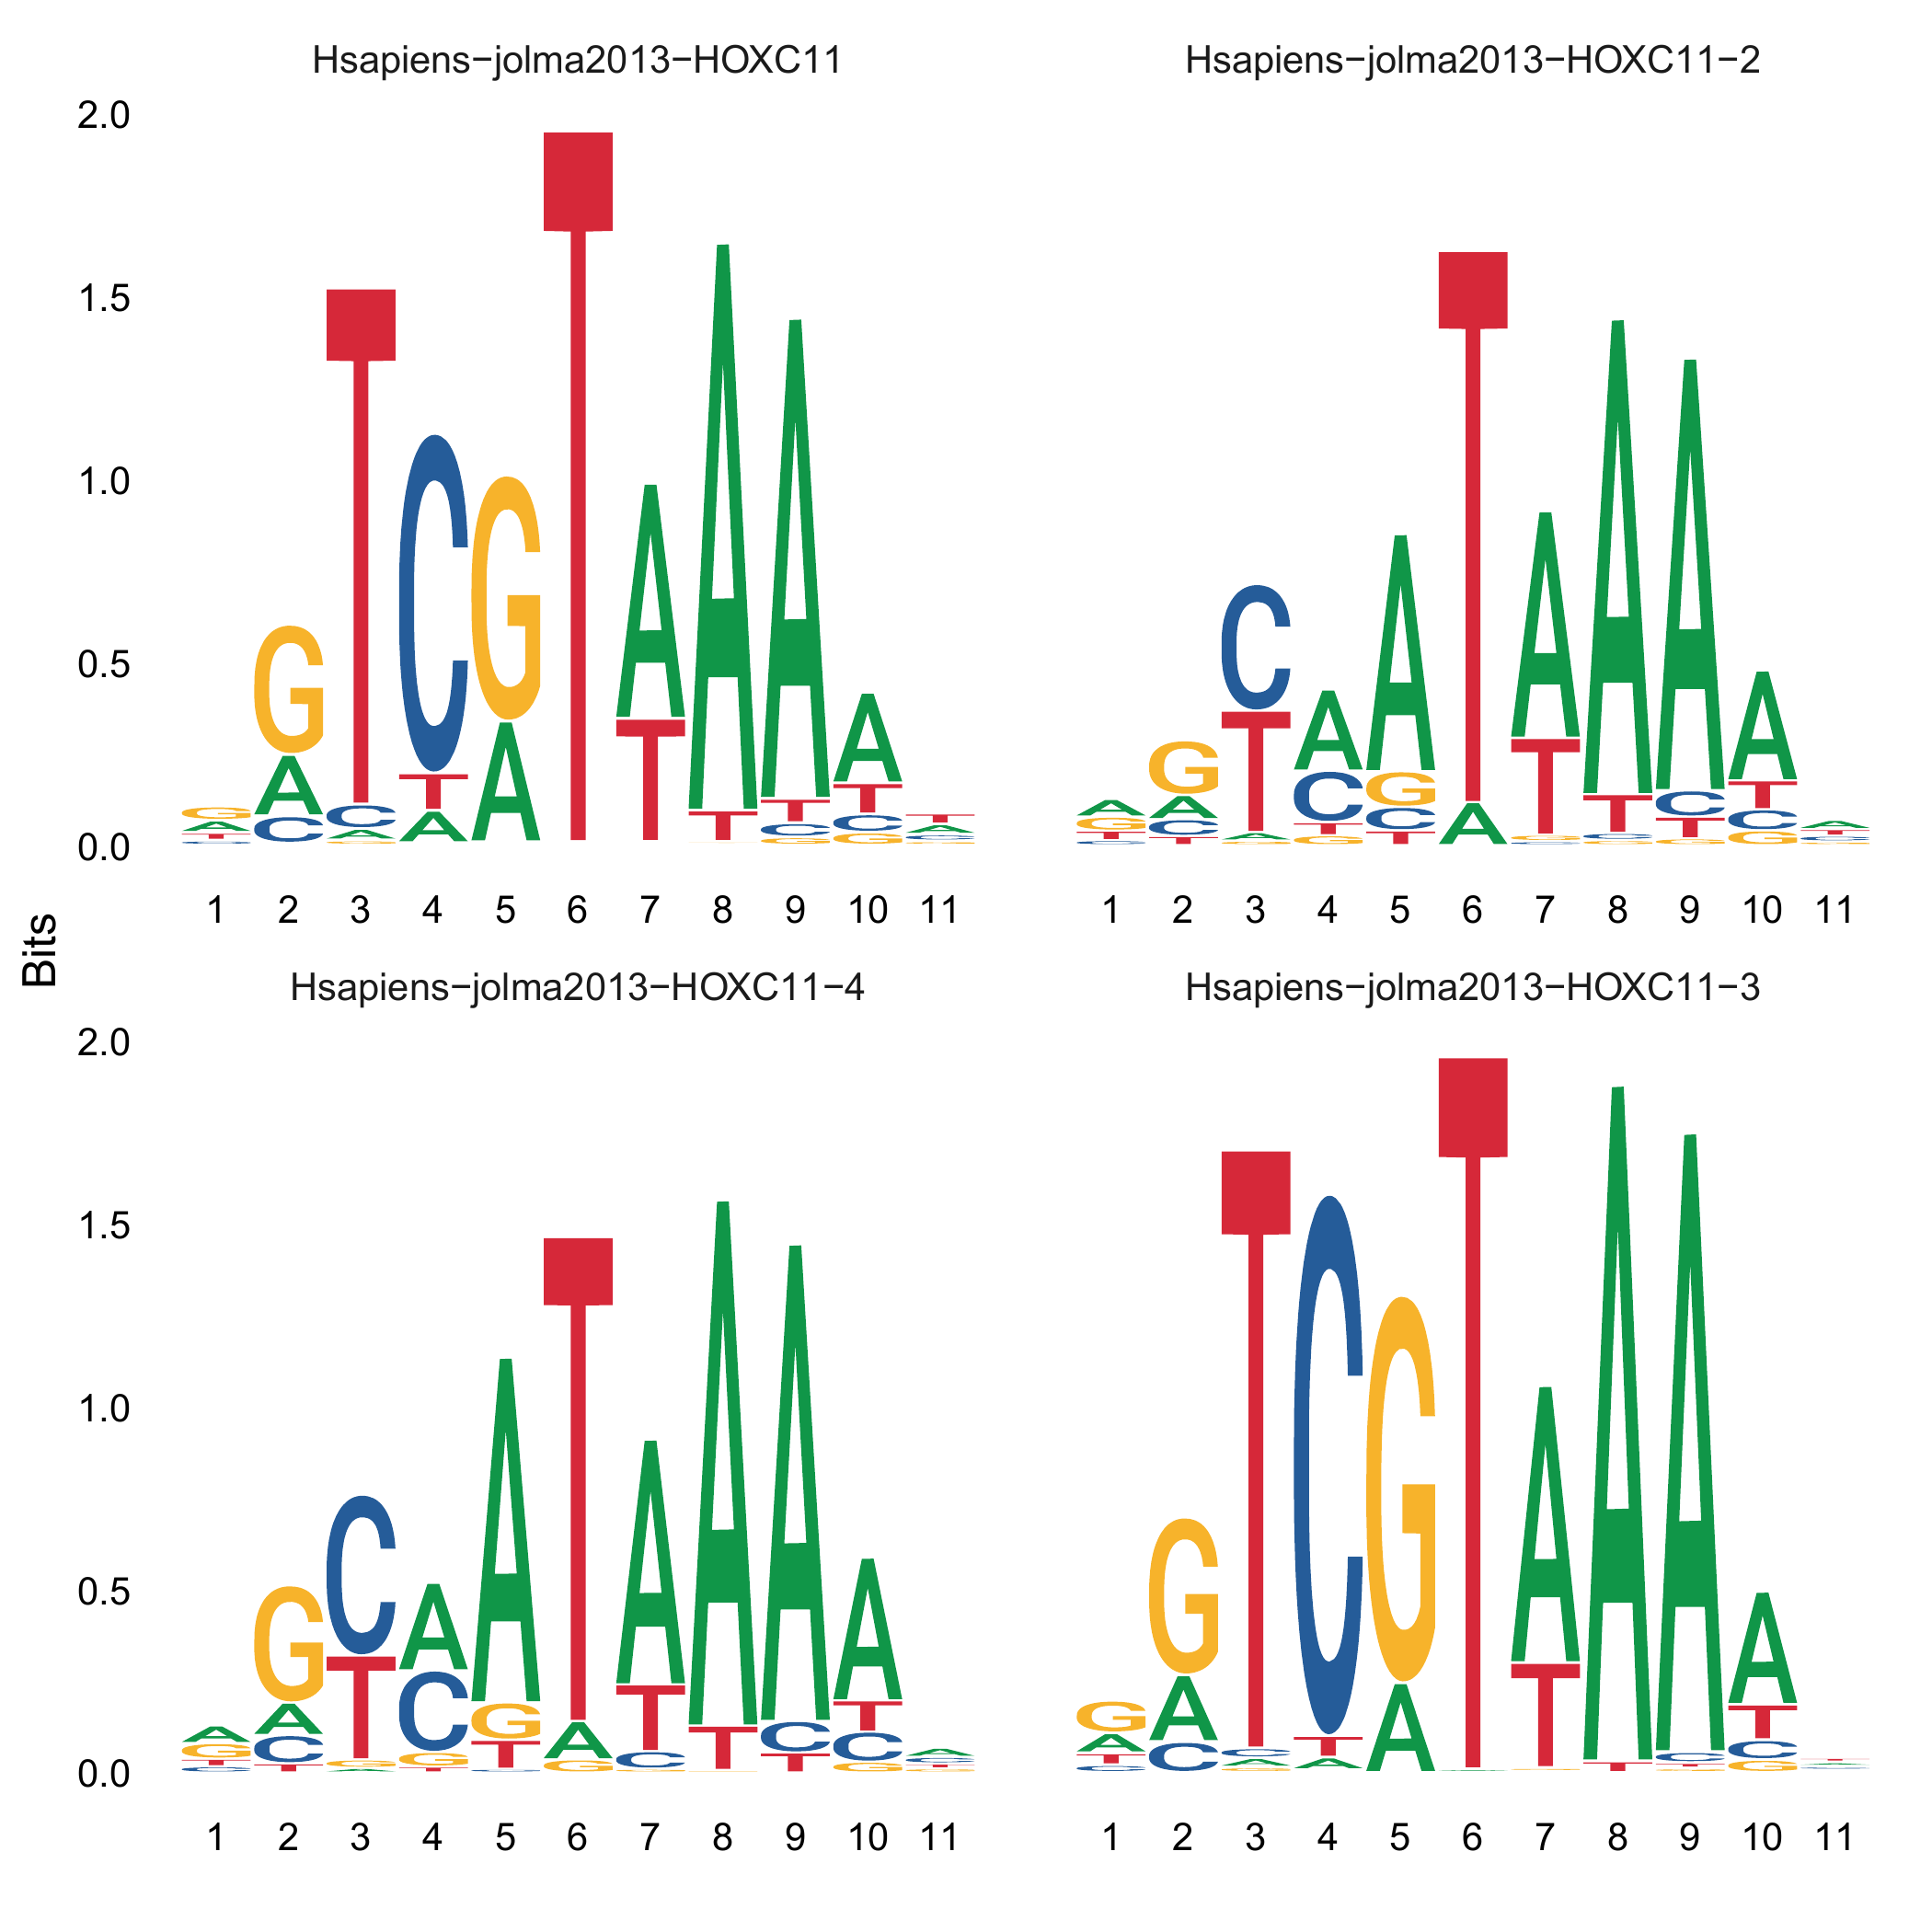 Hsapiens−jolma2013−HOXC11
Hsapiens−jolma2013−HOXC11−2
2.0
1.5
1.0
0.5
0.0
1 2 3 4 5 6 7 8 9 10 11
1 2 3 4 5 6 7 8 9 10 11
Bits
Hsapiens−jolma2013−HOXC11−4
Hsapiens−jolma2013−HOXC11−3
2.0
1.5
1.0
0.5
0.0
1 2 3 4 5 6 7 8 9 10 11
1 2 3 4 5 6 7 8 9 10 11